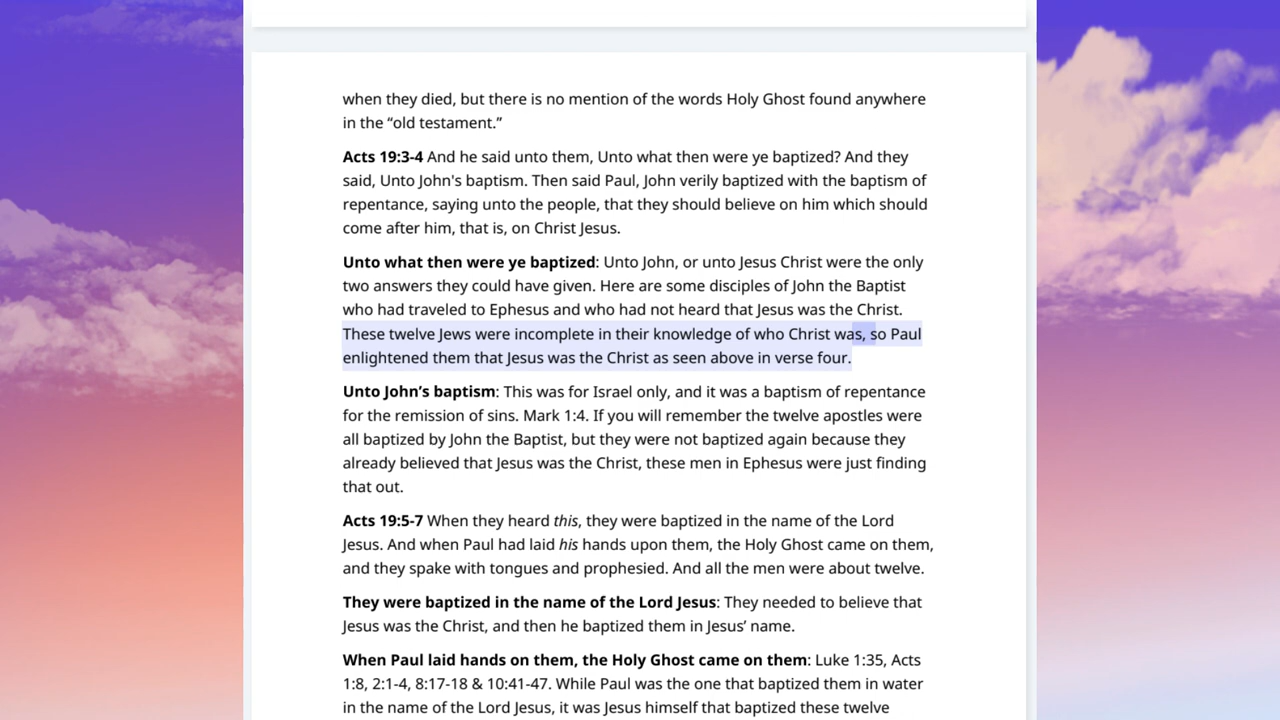 when they died, but there is no mention of the words Holy Ghost found anywhere
in the “old testament.”
Acts 19:3-4 And he said unto them, Unto what then were ye baptized? And they
said, Unto John's baptism. Then said Paul, John verily baptized with the baptism of
repentance, saying unto the people, that they should believe on him which should
come after him, that is, on Christ Jesus.
Unto what then were ye baptized: Unto John, or unto Jesus Christ were the only
two answers they could have given. Here are some disciples of John the Baptist
who had traveled to Ephesus and who had not heard that Jesus was the Christ.
These twelve Jews were incomplete in their knowledge of who Christ was, so Paul
enlightened them that Jesus was the Christ as seen above in verse four.
Unto John’s baptism: This was for Israel only, and it was a baptism of repentance
for the remission of sins. Mark 1:4. If you will remember the twelve apostles were
all baptized by John the Baptist, but they were not baptized again because they
already believed that Jesus was the Christ, these men in Ephesus were just finding
that out.
Acts 19:5-7 When they heard this, they were baptized in the name of the Lord
Jesus. And when Paul had laid his hands upon them, the Holy Ghost came on them,
and they spake with tongues and prophesied. And all the men were about twelve.
They were baptized in the name of the Lord Jesus: They needed to believe that
Jesus was the Christ, and then he baptized them in Jesus’ name.
When Paul laid hands on them, the Holy Ghost came on them: Luke 1:35, Acts
1:8, 2:1-4, 8:17-18 & 10:41-47. While Paul was the one that baptized them in water
in the name of the Lord Jesus, it was Jesus himself that baptized these twelve